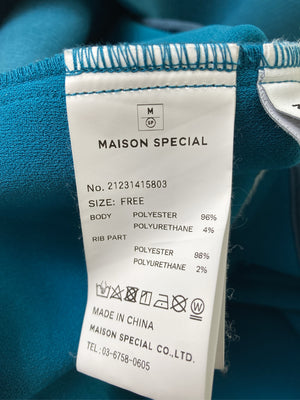 M
SP
MAISON SPECIAL
No. 21231415803
SIZE: FREE
BODY POLYESTER 96%
POLYURETHANE 4%
RIB PART
POLYESTER 98%
POLYURETHANE 2%
MADE IN CHINA
MAISON SPECIAL CO.,LTD.
TEL:03-6758-0605